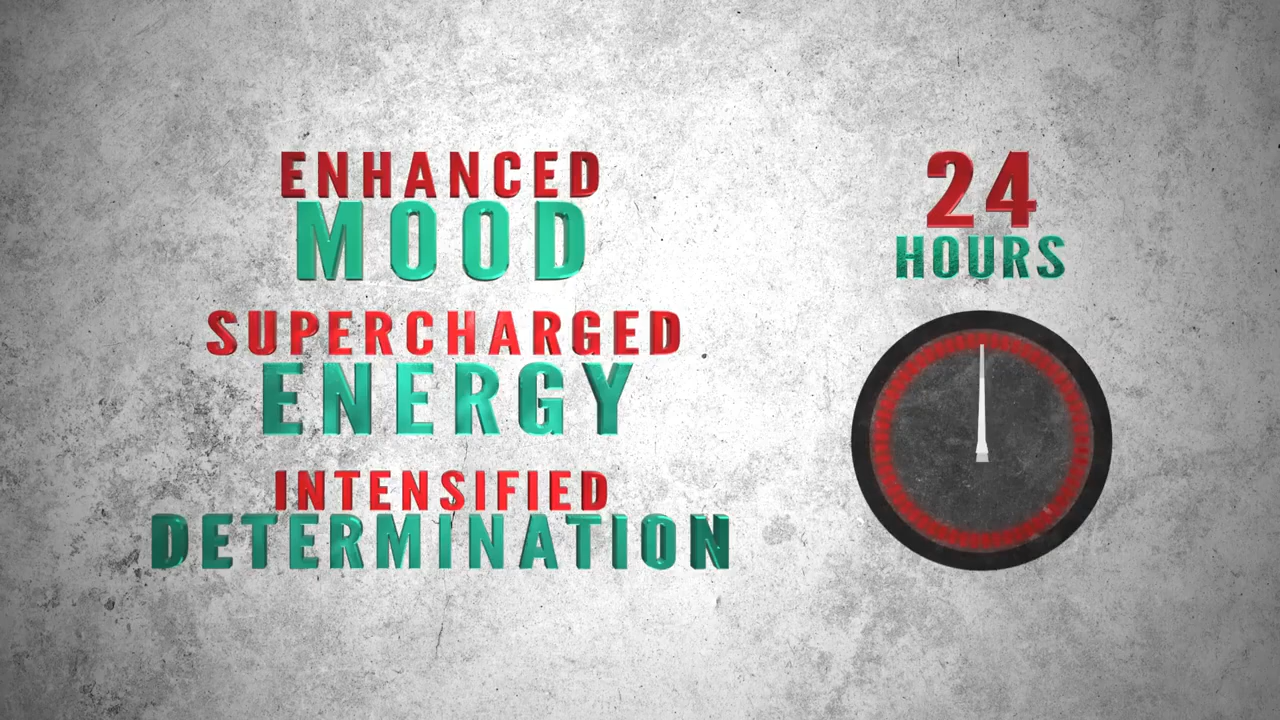 ENHANCED
MOOD
SUPERCHARGED
ENERGY
INTENSIFIED
DETERMINATION
24
HOURS